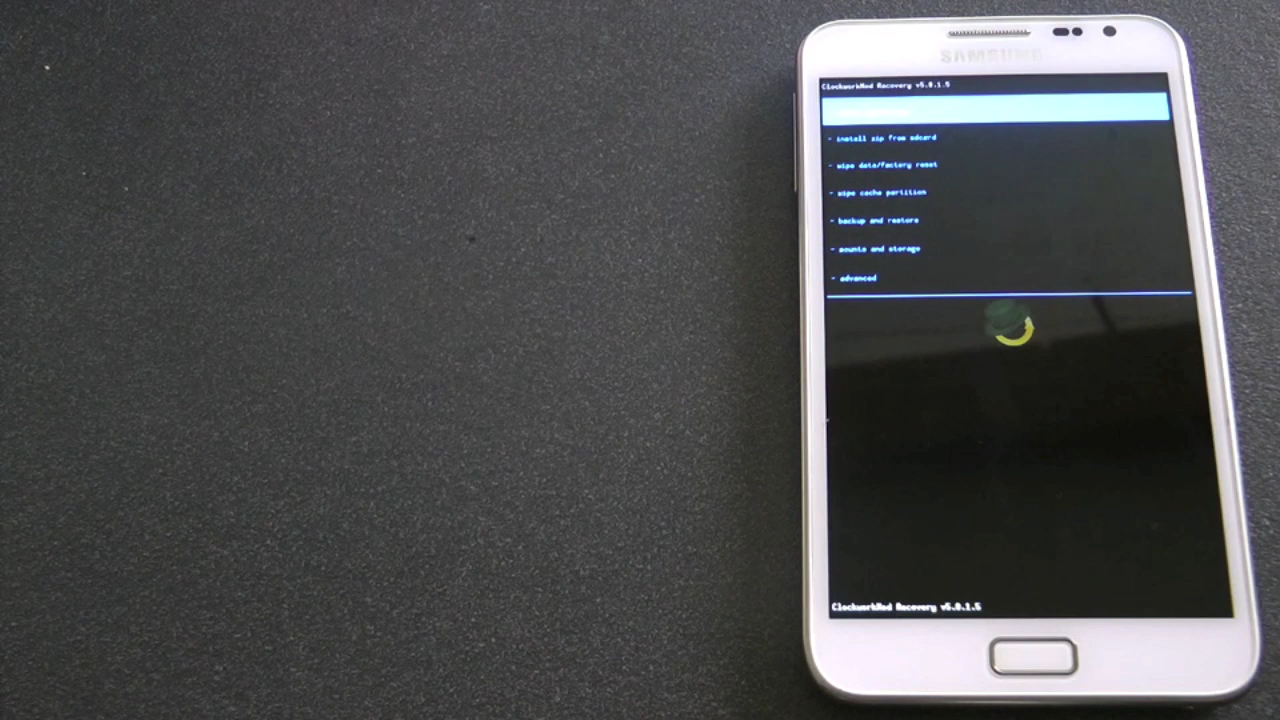 SAMSUNG
ClockworkMod Recovery v5.0.1.5
- install zip from sdcard
- wipe data/factory reset
- wipe cache partition
- backup and restore
- mounts and storage
- advanced
ClockworkMod Recovery v5.0.1.5